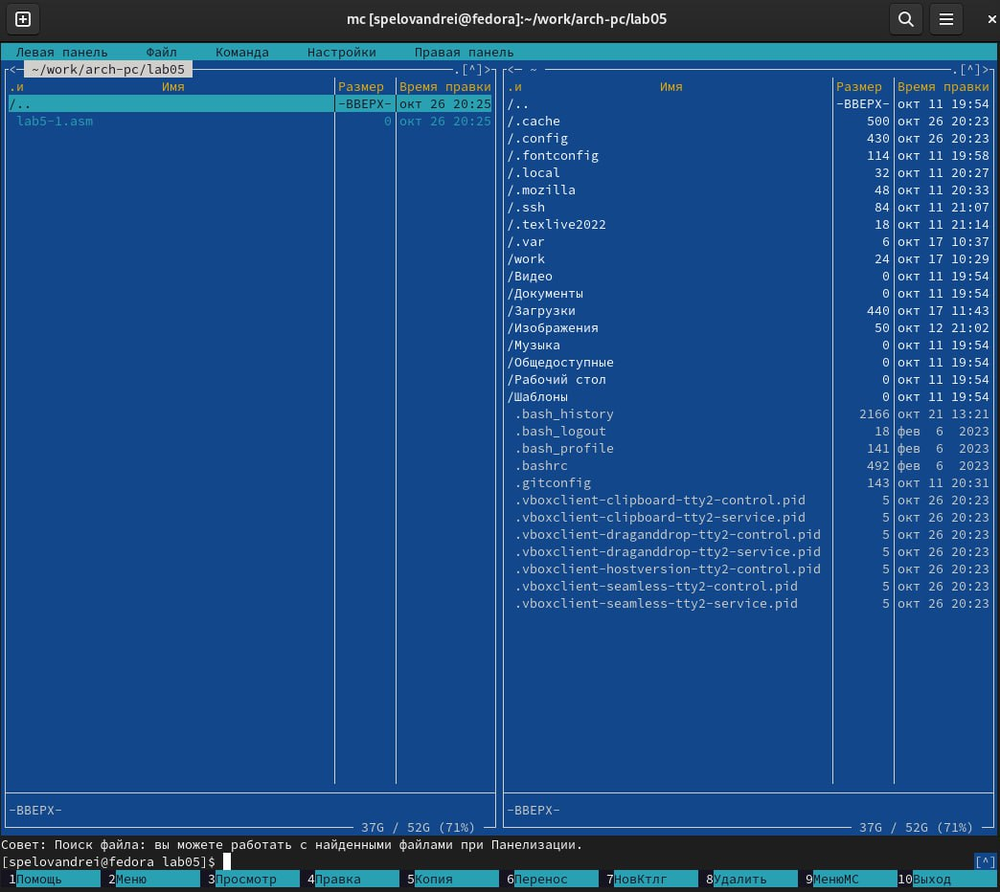 mc [spelovandrei@fedora]:~/work/arch-pc/lab05
Левая панель Файл Команда Настройки Правая панель
<─ ~/work/arch-pc/lab05 .[^]>
.и Имя Размер Время правки
/.. -ВВЕРХ- окт 26 20:25
lab5-1.asm 0 окт 26 20:25
-ВВЕРХ-
37G / 52G (71%)
<─ ~ .[^]>
.и Имя Размер Время правки
/.. -ВВЕРХ- окт 11 19:54
/.cache 500 окт 26 20:23
/.config 430 окт 26 20:23
/.fontconfig 114 окт 11 19:58
/.local 32 окт 11 20:27
/.mozilla 48 окт 11 20:33
/.ssh 84 окт 11 21:07
/.texlive2022 18 окт 11 21:14
/.var 6 окт 17 10:37
/work 24 окт 17 10:29
/Видео 0 окт 11 19:54
/Документы 0 окт 11 19:54
/Загрузки 440 окт 17 11:43
/Изображения 50 окт 12 21:02
/Музыка 0 окт 11 19:54
/Общедоступные 0 окт 11 19:54
/Рабочий стол 0 окт 11 19:54
/Шаблоны 0 окт 11 19:54
.bash_history 2166 окт 21 13:21
.bash_logout 18 фев 6 2023
.bash_profile 141 фев 6 2023
.bashrc 492 фев 6 2023
.gitconfig 143 окт 11 20:31
.vboxclient-clipboard-tty2-control.pid 5 окт 26 20:23
.vboxclient-clipboard-tty2-service.pid 5 окт 26 20:23
.vboxclient-draganddrop-tty2-control.pid 5 окт 26 20:23
.vboxclient-draganddrop-tty2-service.pid 5 окт 26 20:23
.vboxclient-hostversion-tty2-control.pid 5 окт 26 20:23
.vboxclient-seamless-tty2-control.pid 5 окт 26 20:23
.vboxclient-seamless-tty2-service.pid 5 окт 26 20:23
-ВВЕРХ-
37G / 52G (71%)
Совет: Поиск файла: вы можете работать с найденными файлами при Панелизации.
[spelovandrei@fedora lab05]$ [^]
1Помощь 2Меню 3Просмотр 4Правка 5Копия 6Перенос 7НовКтлг 8Удалить 9МенюMC 10Выход